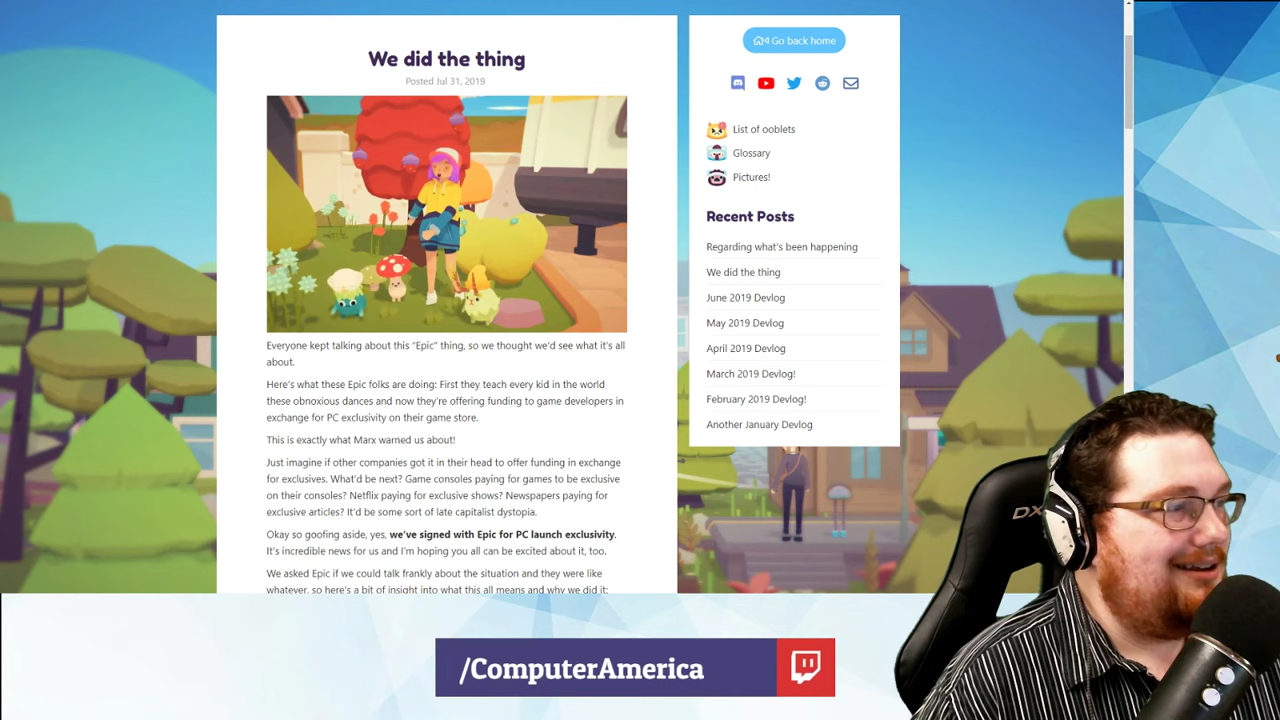 We did the thing
Posted Jul 31, 2019
Everyone kept talking about this “Epic” thing, so we thought we’d see what it’s all
about.
Here’s what these Epic folks are doing: First they teach every kid in the world
these obnoxious dances and now they’re offering funding to game developers in
exchange for PC exclusivity on their game store.
This is exactly what Marx warned us about!
Just imagine if other companies got it in their head to offer funding in exchange
for exclusives. What’d be next? Game consoles paying for games to be exclusive
on their consoles? Netflix paying for exclusive shows? Newspapers paying for
exclusive articles? It’d be some sort of late capitalist dystopia.
Okay so goofing aside, yes, we’ve signed with Epic for PC launch exclusivity.
It’s incredible news for us and I’m hoping you all can be excited about it, too.
We asked Epic if we could talk frankly about the situation and they were like
whatever, so here’s a bit of insight into what this all means and why we did it:
Go back home
List of ooblets
Glossary
Pictures!
Recent Posts
Regarding what's been happening
We did the thing
June 2019 Devlog
May 2019 Devlog
April 2019 Devlog
March 2019 Devlog!
February 2019 Devlog!
Another January Devlog
DX
/ComputerAmerica